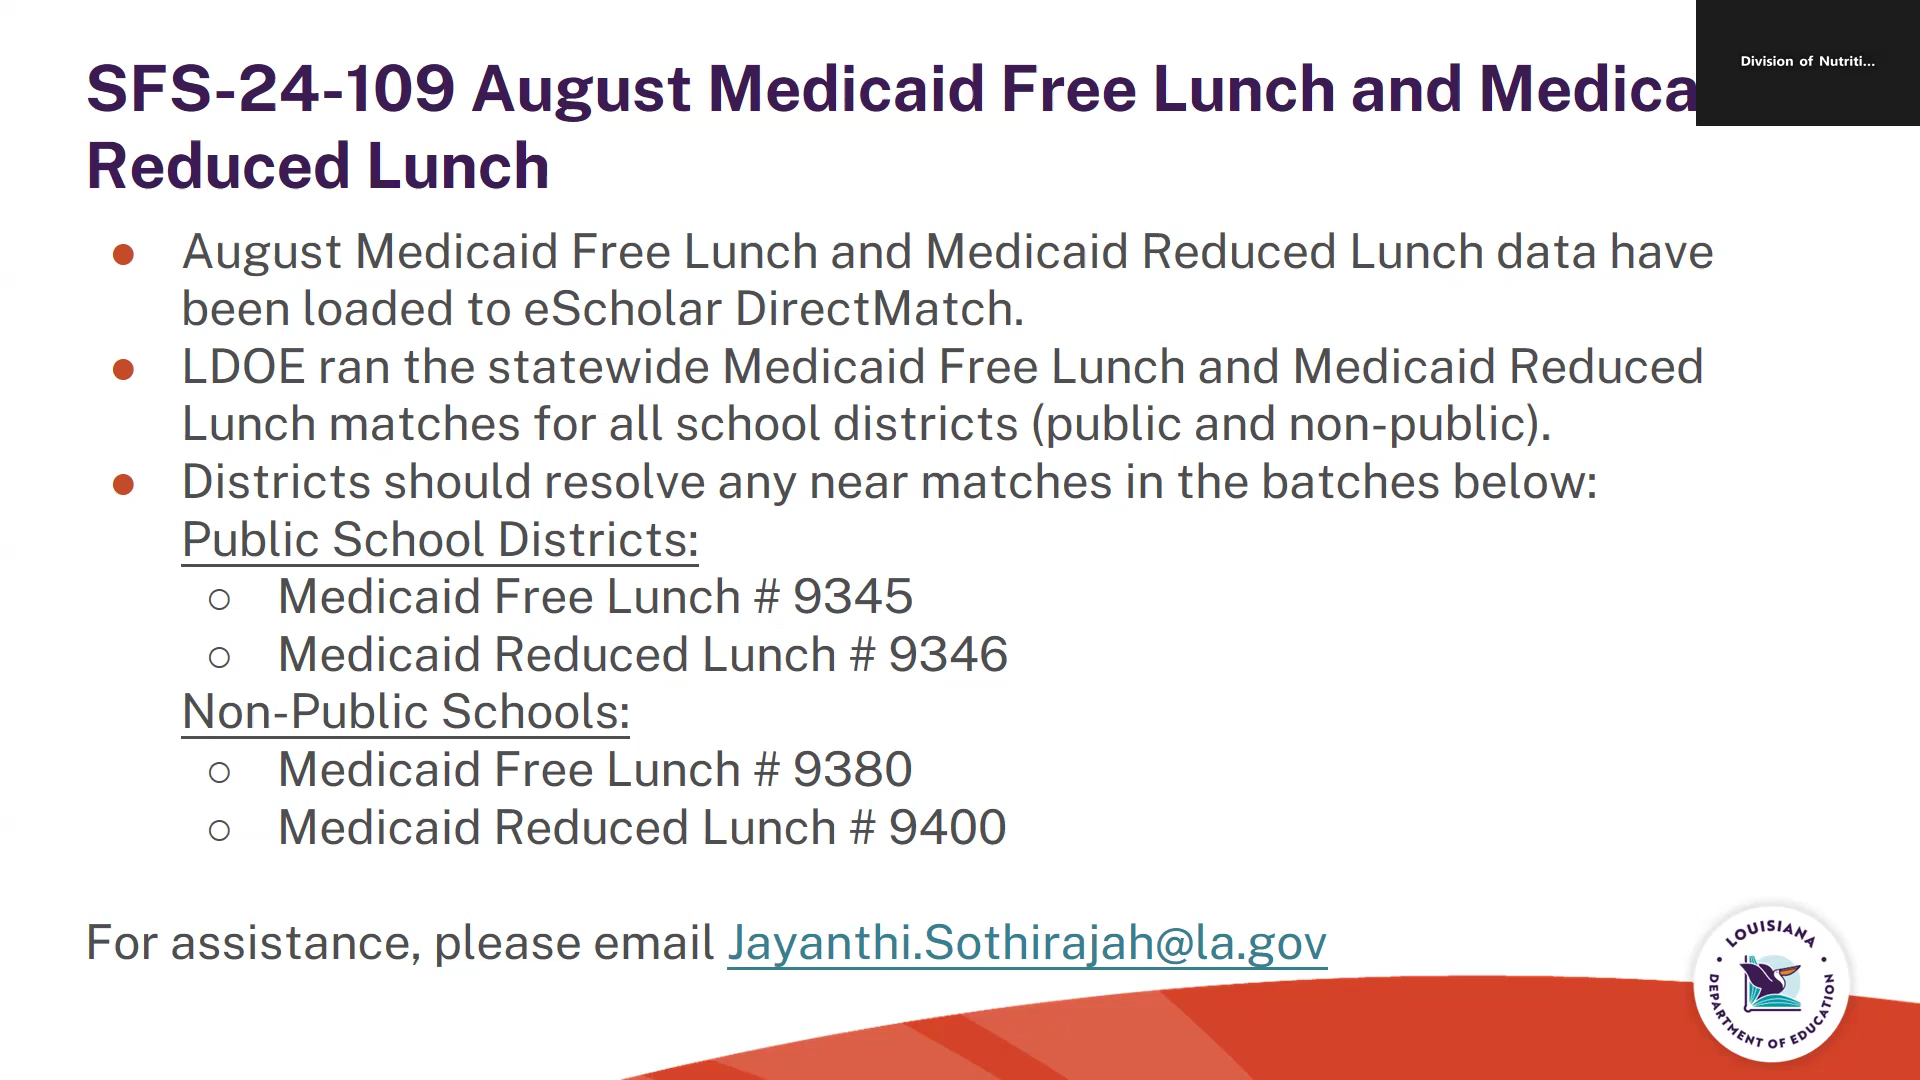 SFS-24-109 August Medicaid Free Lunch and Medica
Reduced Lunch
Division of Nutriti...
● August Medicaid Free Lunch and Medicaid Reduced Lunch data have
been loaded to eScholar DirectMatch.
● LDOE ran the statewide Medicaid Free Lunch and Medicaid Reduced
Lunch matches for all school districts (public and non-public).
● Districts should resolve any near matches in the batches below:
Public School Districts:
○ Medicaid Free Lunch # 9345
○ Medicaid Reduced Lunch # 9346
Non-Public Schools:
○ Medicaid Free Lunch # 9380
○ Medicaid Reduced Lunch # 9400
For assistance, please email Jayanthi.Sothirajah@la.gov
LOUISIANA
DEPARTMENT OF EDUCATION